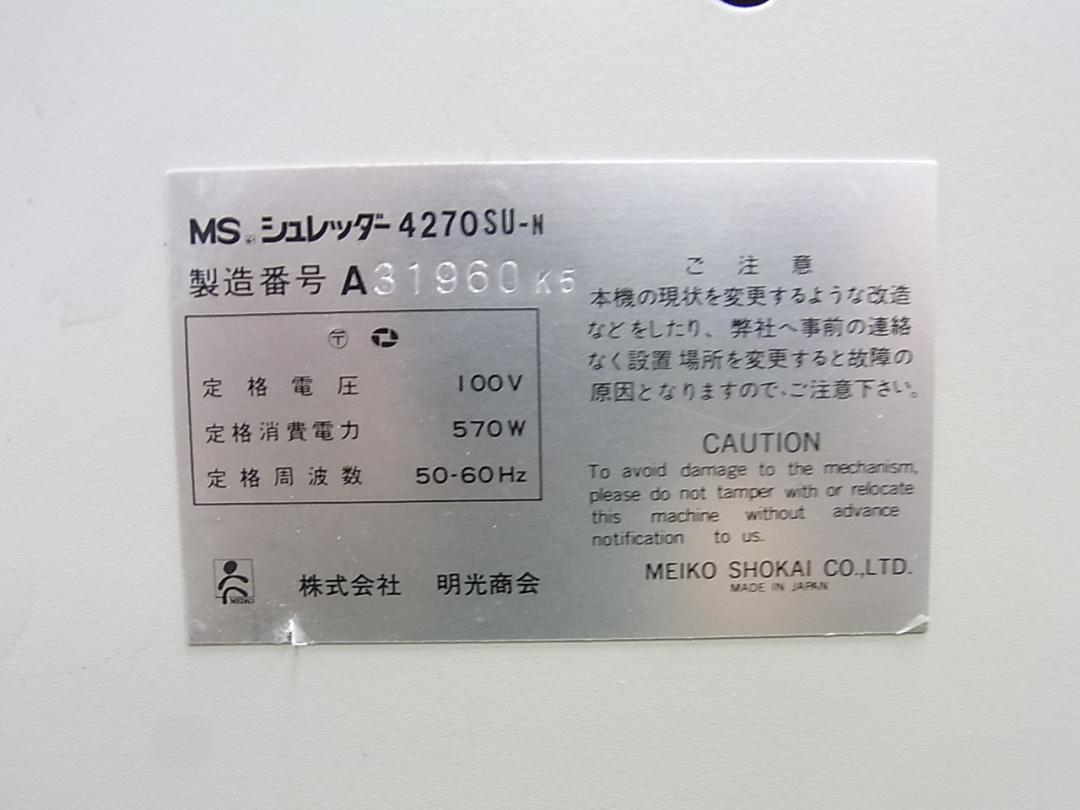 MS®シュレッダー 4270SU-N
製造番号 A31960 K5
〒
定格電圧 100V
定格消費電力 570W
定格周波数 50-60Hz
MEIKO
株式会社 明光商会
ご注意
本機の現状を変更するような改造
などをしたり、弊社へ事前の連絡
なく設置場所を変更すると故障の
原因となりますので、ご注意下さい。
CAUTION
To avoid damage to the mechanism,
please do not tamper with or relocate
this machine without advance
notification to us.
MEIKO SHOKAI CO.,LTD.
MADE IN JAPAN